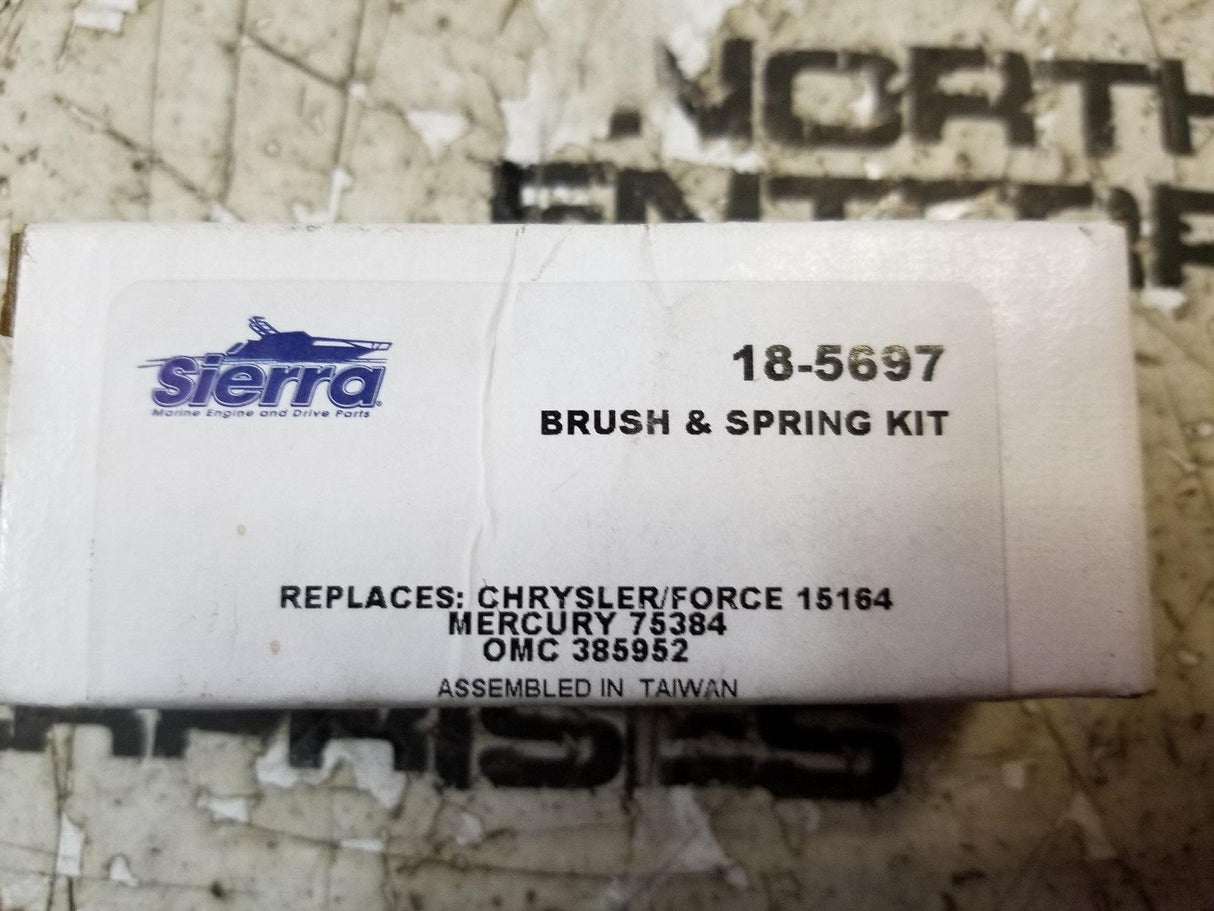 NORTH
Sierra
Marine Engine and Drive Parts
18-5697
BRUSH & SPRING KIT
REPLACES: CHRYSLER/FORCE 15164
MERCURY 75384
OMC 385952
ASSEMBLED IN TAIWAN